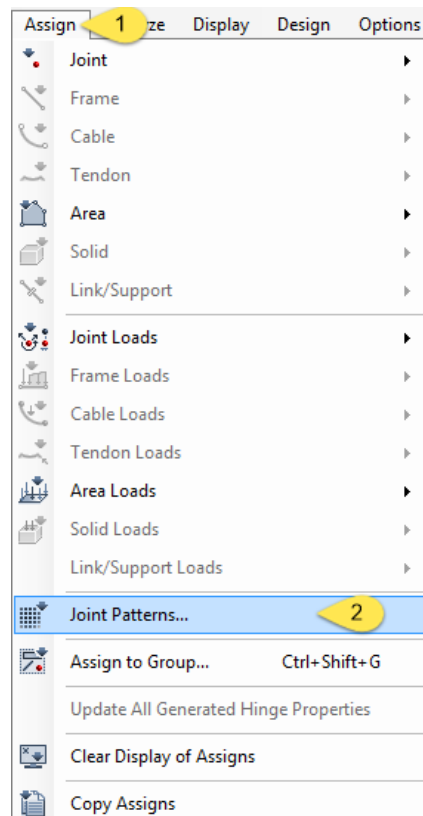 Assign 1 ze Display Design Options
Joint
Frame
Cable
Tendon
Area
Solid
Link/Support
Joint Loads
Frame Loads
Cable Loads
Tendon Loads
Area Loads
Solid Loads
Link/Support Loads
Joint Patterns... 2
Assign to Group... Ctrl+Shift+G
Update All Generated Hinge Properties
Clear Display of Assigns
Copy Assigns